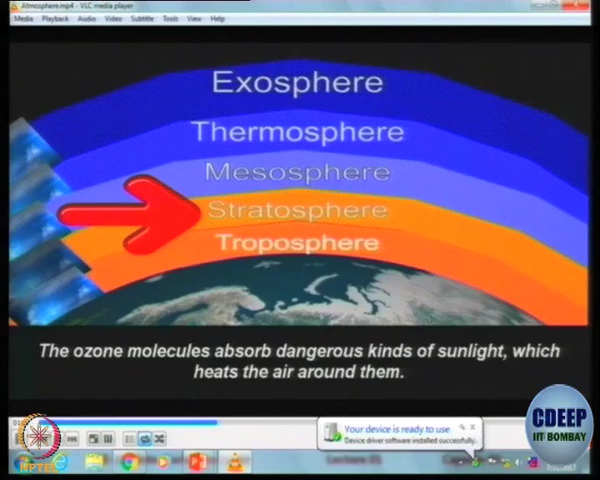 Atmosphere.mp4 - VLC media player
Media Playback Audio Video Subtitle Tools View Help
Exosphere
Thermosphere
Mesosphere
Stratosphere
Troposphere
The ozone molecules absorb dangerous kinds of sunlight, which
heats the air around them.
Your device is ready to use
Device driver software installed successfully.
CDEEP
IIT BOMBAY
NPTEL